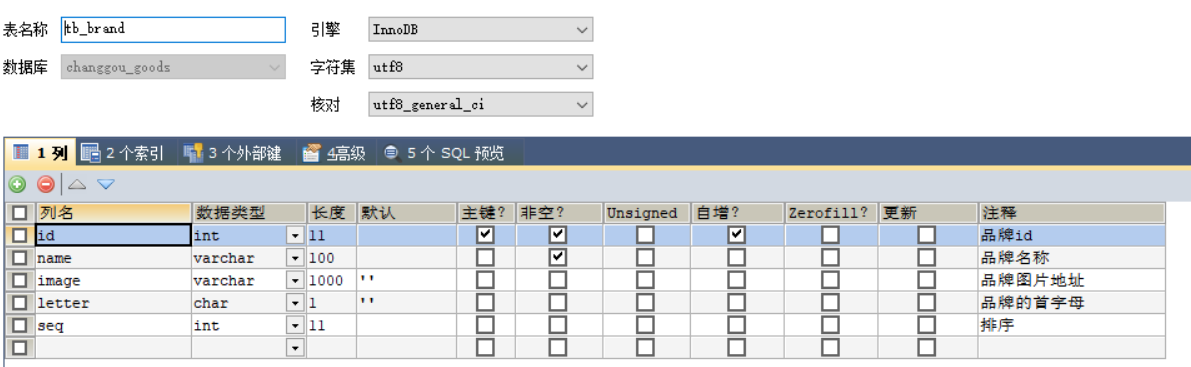 表名称 tb_brand 引擎 InnoDB
数据库 changgou_goods 字符集 utf8
核对 utf8_general_ci
1 列 2 个索引 3 个外部键 4高级 5 个 SQL 预览
列名 数据类型 长度 默认 主键? 非空? Unsigned 自增? Zerofill? 更新 注释
id int 11 品牌id
name varchar 100 品牌名称
image varchar 1000 '' 品牌图片地址
letter char 1 '' 品牌的首字母
seq int 11 排序